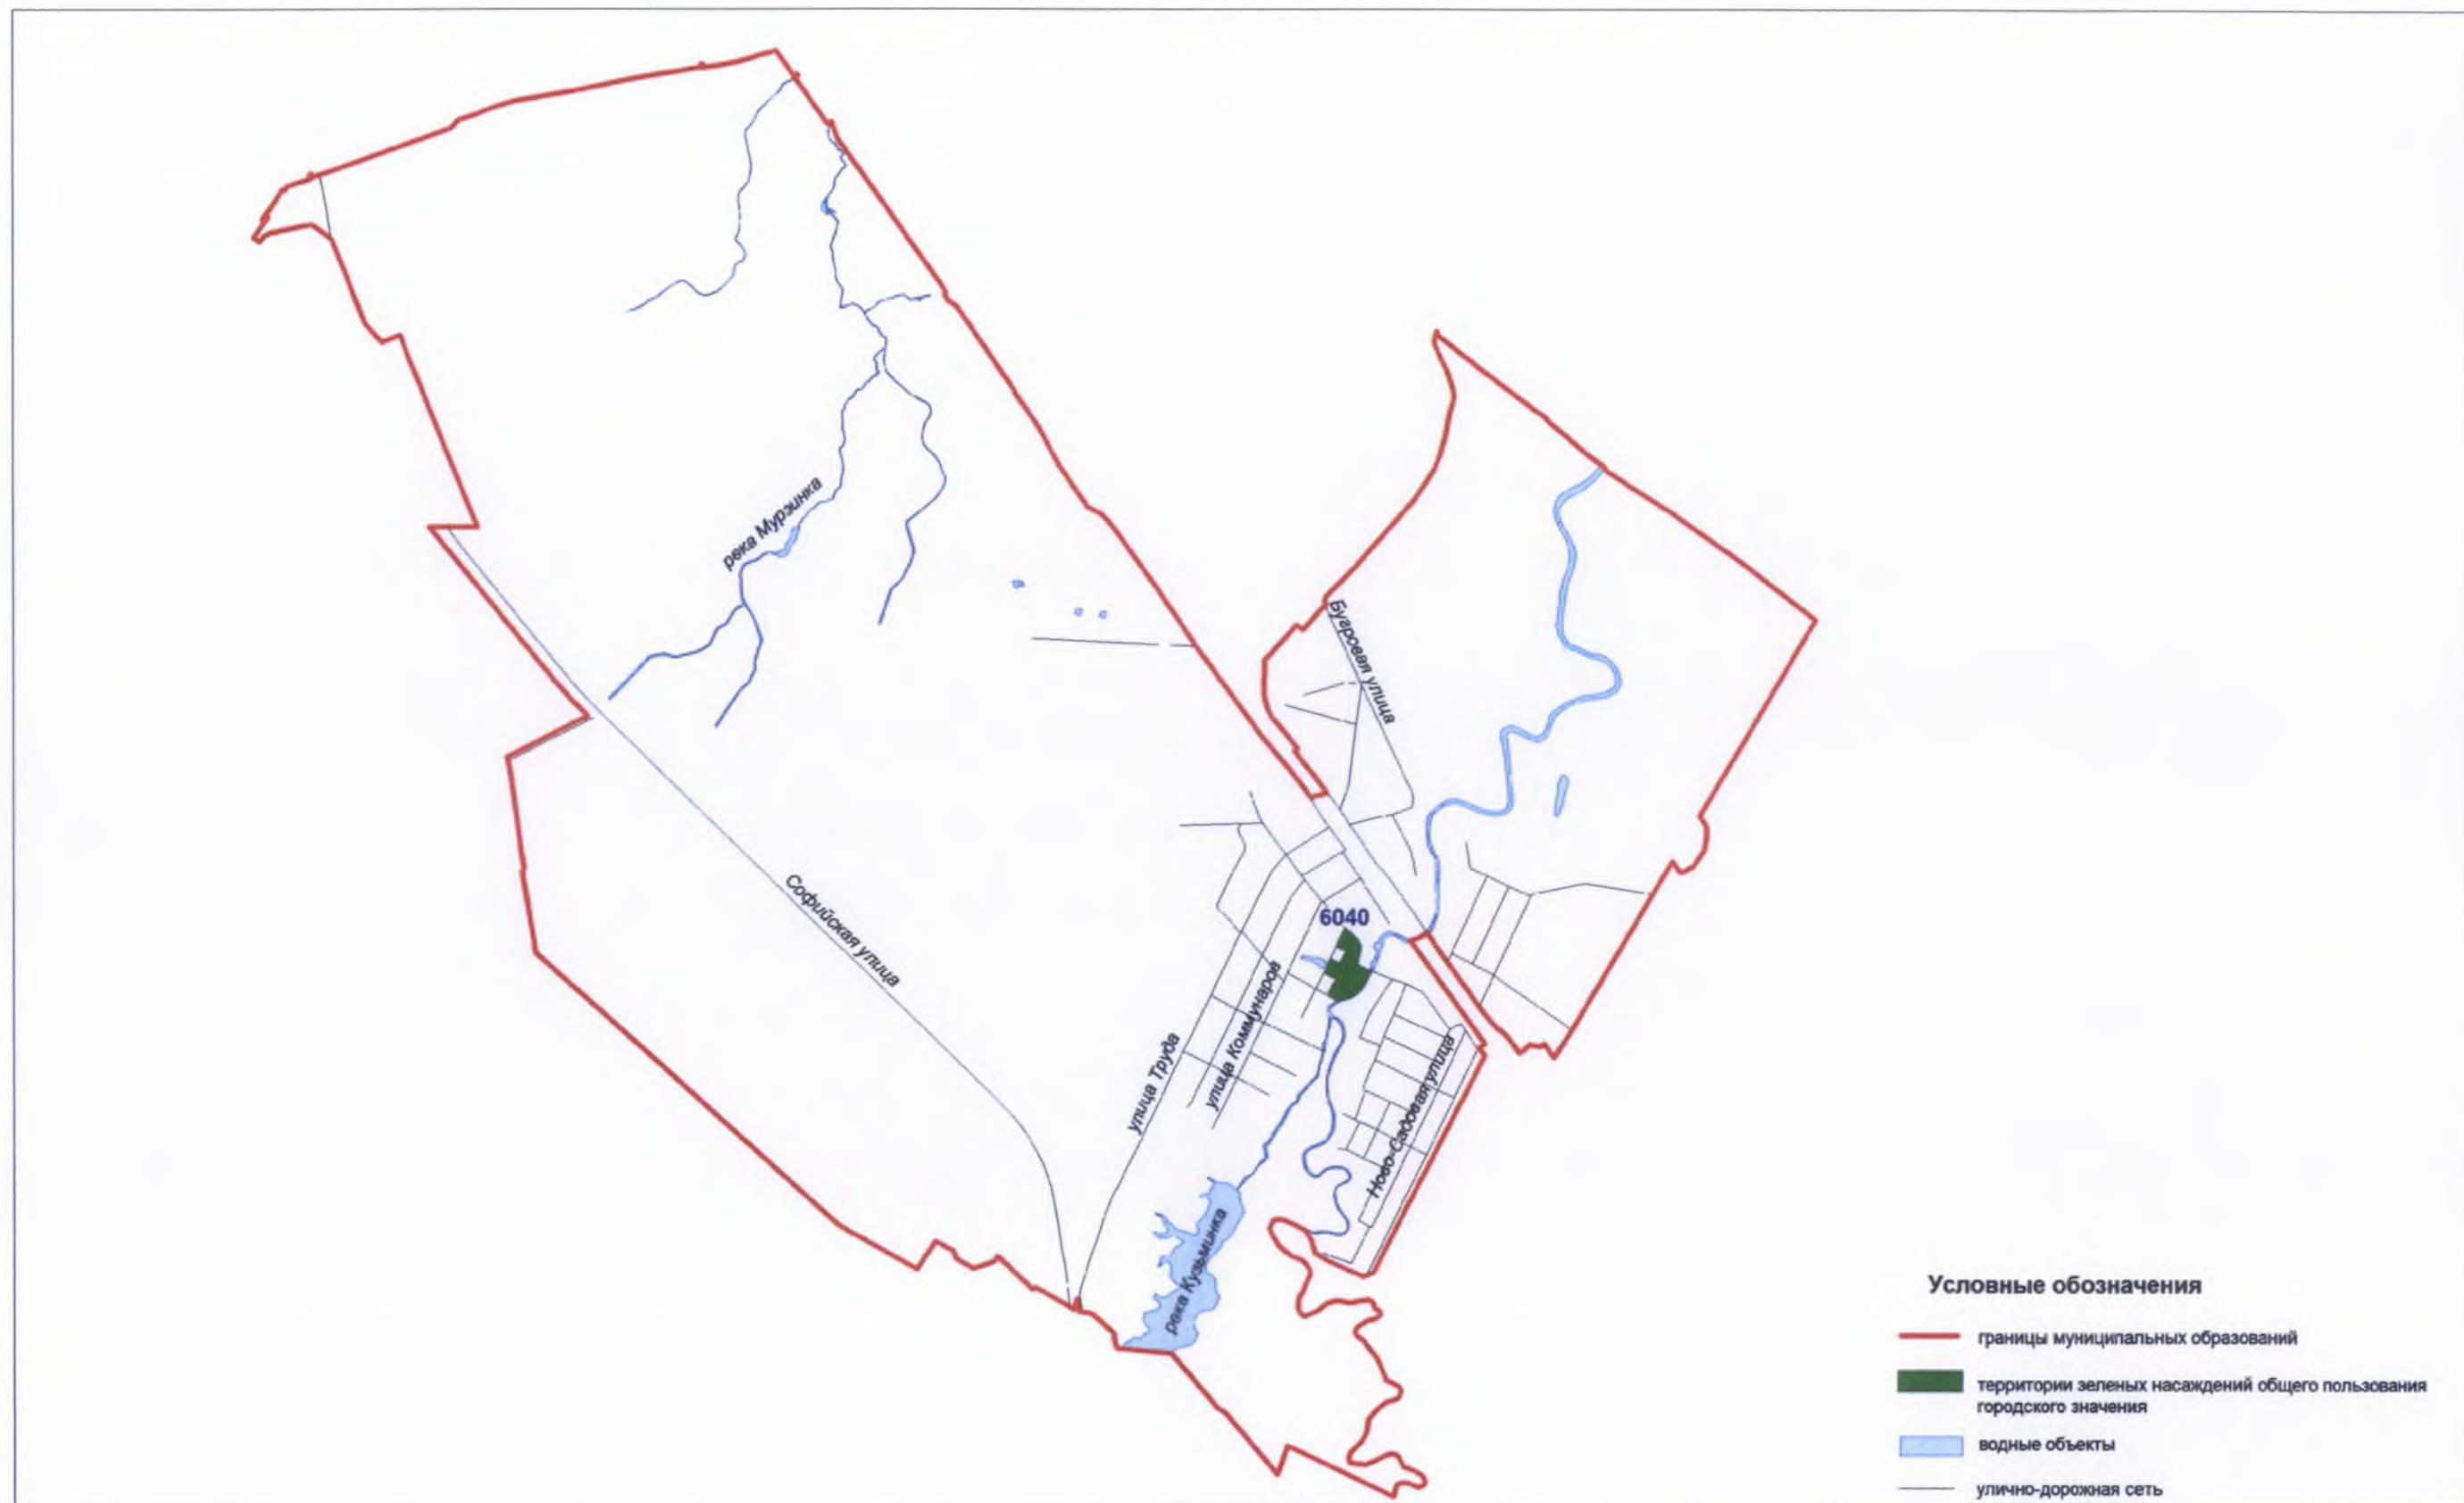 река Мурзинка
Бугровая улица
Софийская улица
6040
улица Труда
улица Коммунаров
Ново-Садовая улица
река Кузьминка
Условные обозначения
границы муниципальных образований
территории зеленых насаждений общего пользования
городского значения
водные объекты
улично-дорожная сеть